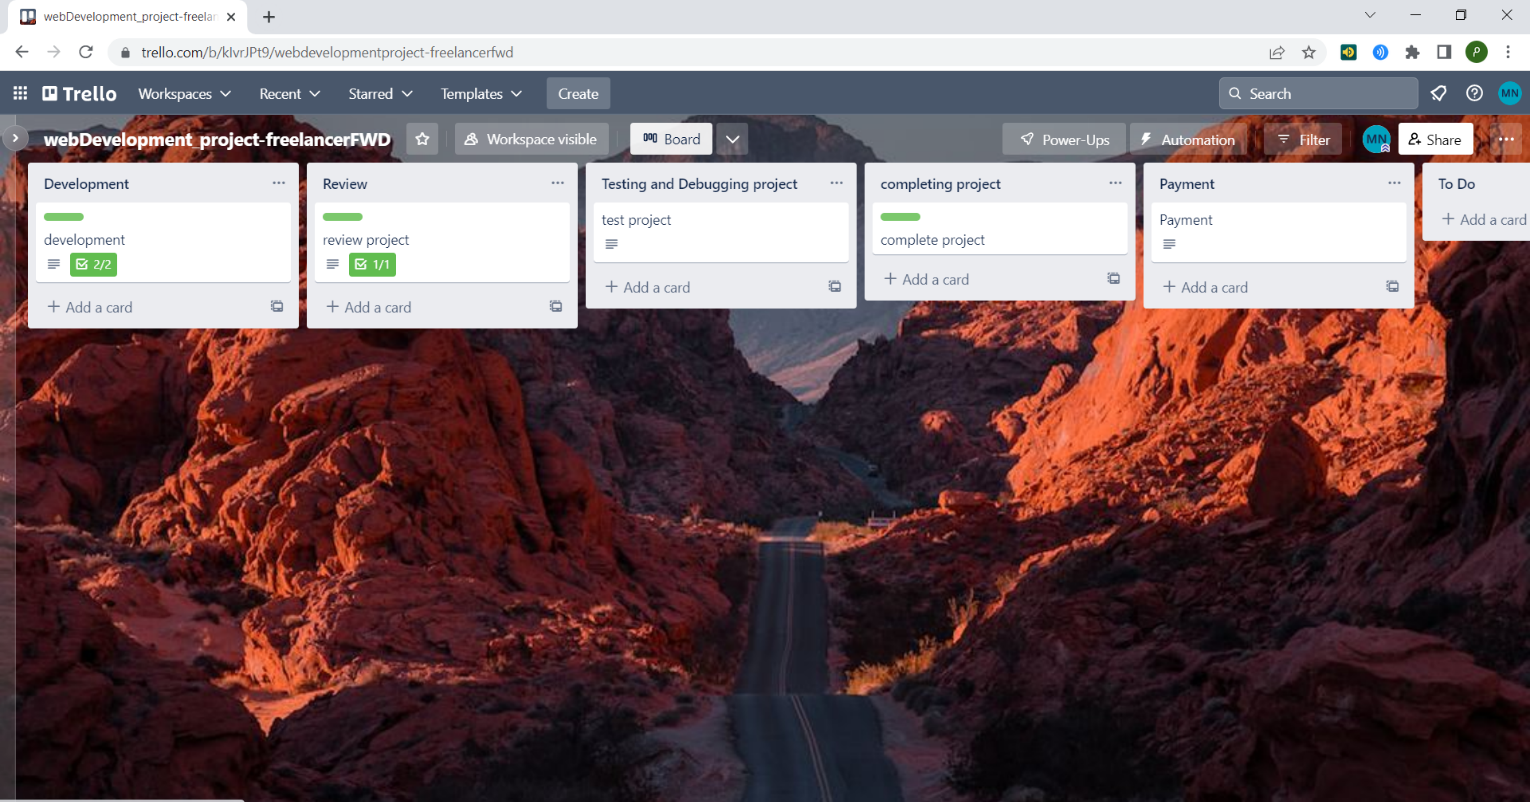 webDevelopment_project-freelan
trello.com/b/kIvrJPt9/webdevelopmentproject-freelancerfwd
P
Trello Workspaces Recent Starred Templates Create Search MN
webDevelopment_project-freelancerFWD Workspace visible Board Power-Ups Automation Filter MN Share
Development
development
2/2
+ Add a card
Review
review project
1/1
+ Add a card
Testing and Debugging project
test project
+ Add a card
completing project
complete project
+ Add a card
Payment
Payment
+ Add a card
To Do
+ Add a card